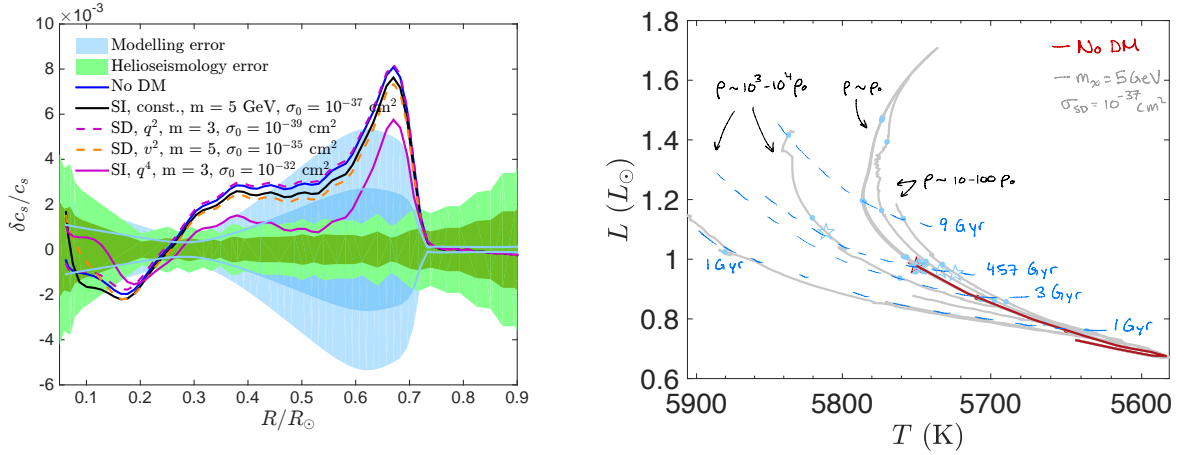 ×10⁻³
10
8
6
4
2
0
-2
-4
-6
δcₛ/cₛ
Modelling error
Helioseismology error
No DM
SI, const., m = 5 GeV, σ₀ = 10⁻³⁷ cm²
SD, q², m = 3, σ₀ = 10⁻³⁹ cm²
SD, v², m = 5, σ₀ = 10⁻³⁵ cm²
SI, q⁴, m = 3, σ₀ = 10⁻³² cm²
0.1 0.2 0.3 0.4 0.5 0.6 0.7 0.8 0.9
R/R⊙
1.8
1.6
1.4
1.2
1
0.8
0.6
L (L⊙)
No DM
mχ = 5 GeV
σSD = 10⁻³⁷ cm²
ρ ~ 10³-10⁴ ρ₀
ρ ~ ρ₀
ρ ~ 10-100 ρ₀
9 Gyr
457 Gyr
3 Gyr
1 Gyr
1 Gyr
5900 5800 5700 5600
T (K)